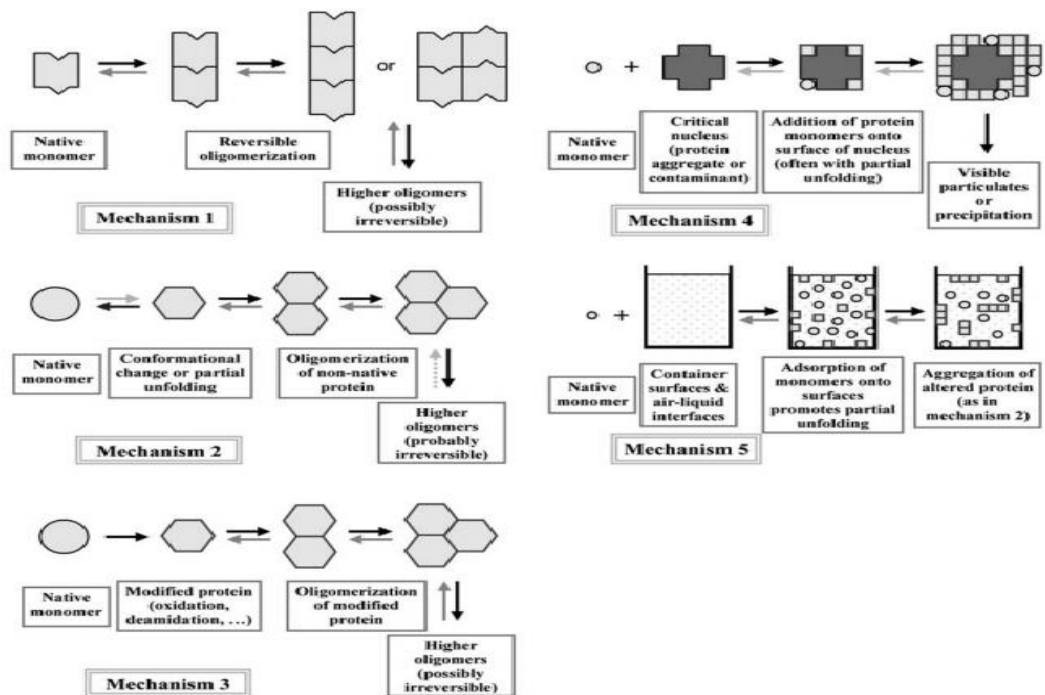 or
Native
monomer
Reversible
oligomerization
Higher oligomers
(possibly
irreversible)
Mechanism 1
Native
monomer
Conformational
change or partial
unfolding
Oligomerization
of non-native
protein
Higher
oligomers
(probably
irreversible)
Mechanism 2
Native
monomer
Modified protein
(oxidation,
deamidation, ...)
Oligomerization
of modified
protein
Higher
oligomers
(possibly
irreversible)
Mechanism 3
+
Native
monomer
Critical
nucleus
(protein
aggregate or
contaminant)
Addition of protein
monomers onto
surface of nucleus
(often with partial
unfolding)
Visible
particulates
or
precipitation
Mechanism 4
+
Native
monomer
Container
surfaces &
air-liquid
interfaces
Adsorption of
monomers onto
surfaces
promotes partial
unfolding
Aggregation of
altered protein
(as in
mechanism 2)
Mechanism 5